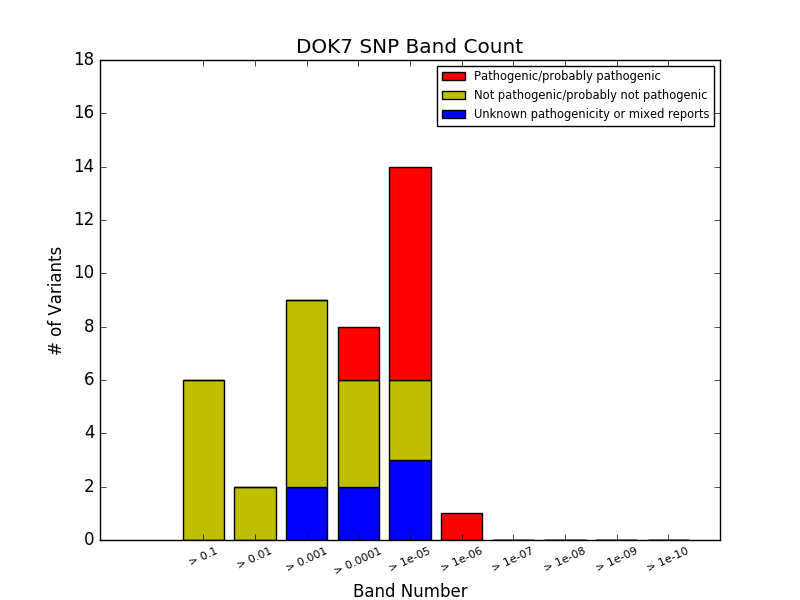 DOK7 SNP Band Count
Pathogenic/probably pathogenic
Not pathogenic/probably not pathogenic
Unknown pathogenicity or mixed reports
# of Variants
18
16
14
12
10
8
6
4
2
0
> 0.1 > 0.01 > 0.001 > 0.0001 > 1e-05 > 1e-06 > 1e-07 > 1e-08 > 1e-09 > 1e-10
Band Number